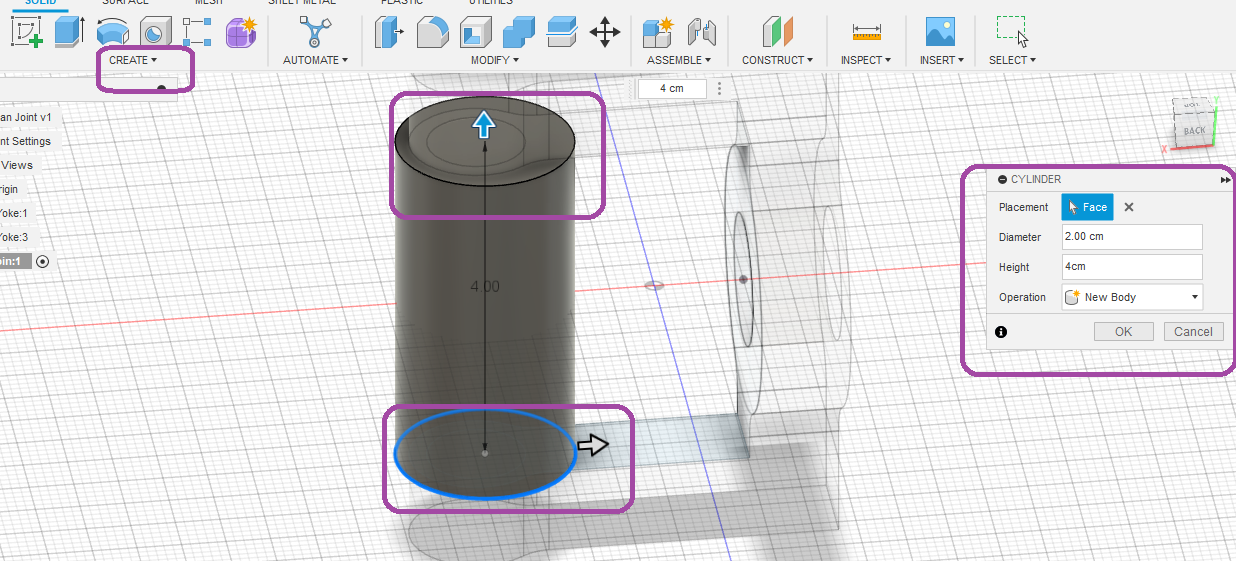 SOLID SURFACE MESH SHEET METAL PLASTIC UTILITIES
CREATE AUTOMATE MODIFY ASSEMBLE CONSTRUCT INSPECT INSERT SELECT
4 cm
BACK
X
Y
an Joint v1
nt Settings
Views
rigin
Yoke:1
Yoke:3
pin:1
4.00
CYLINDER
Placement Face
Diameter 2.00 cm
Height 4cm
Operation New Body
OK Cancel